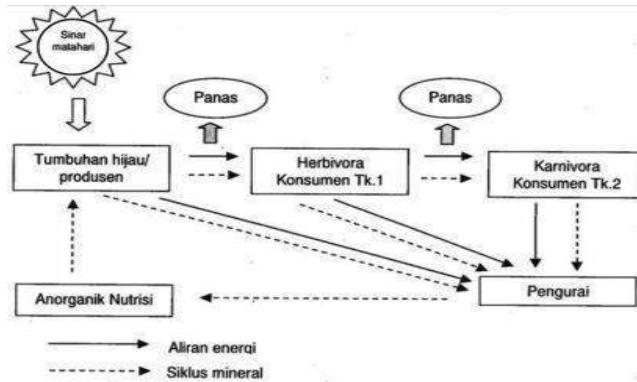 Sinar
matahari
Panas
Panas
Tumbuhan hijau/
produsen
Herbivora
Konsumen Tk.1
Karnivora
Konsumen Tk.2
Anorganik Nutrisi
Pengurai
Aliran energi
Siklus mineral